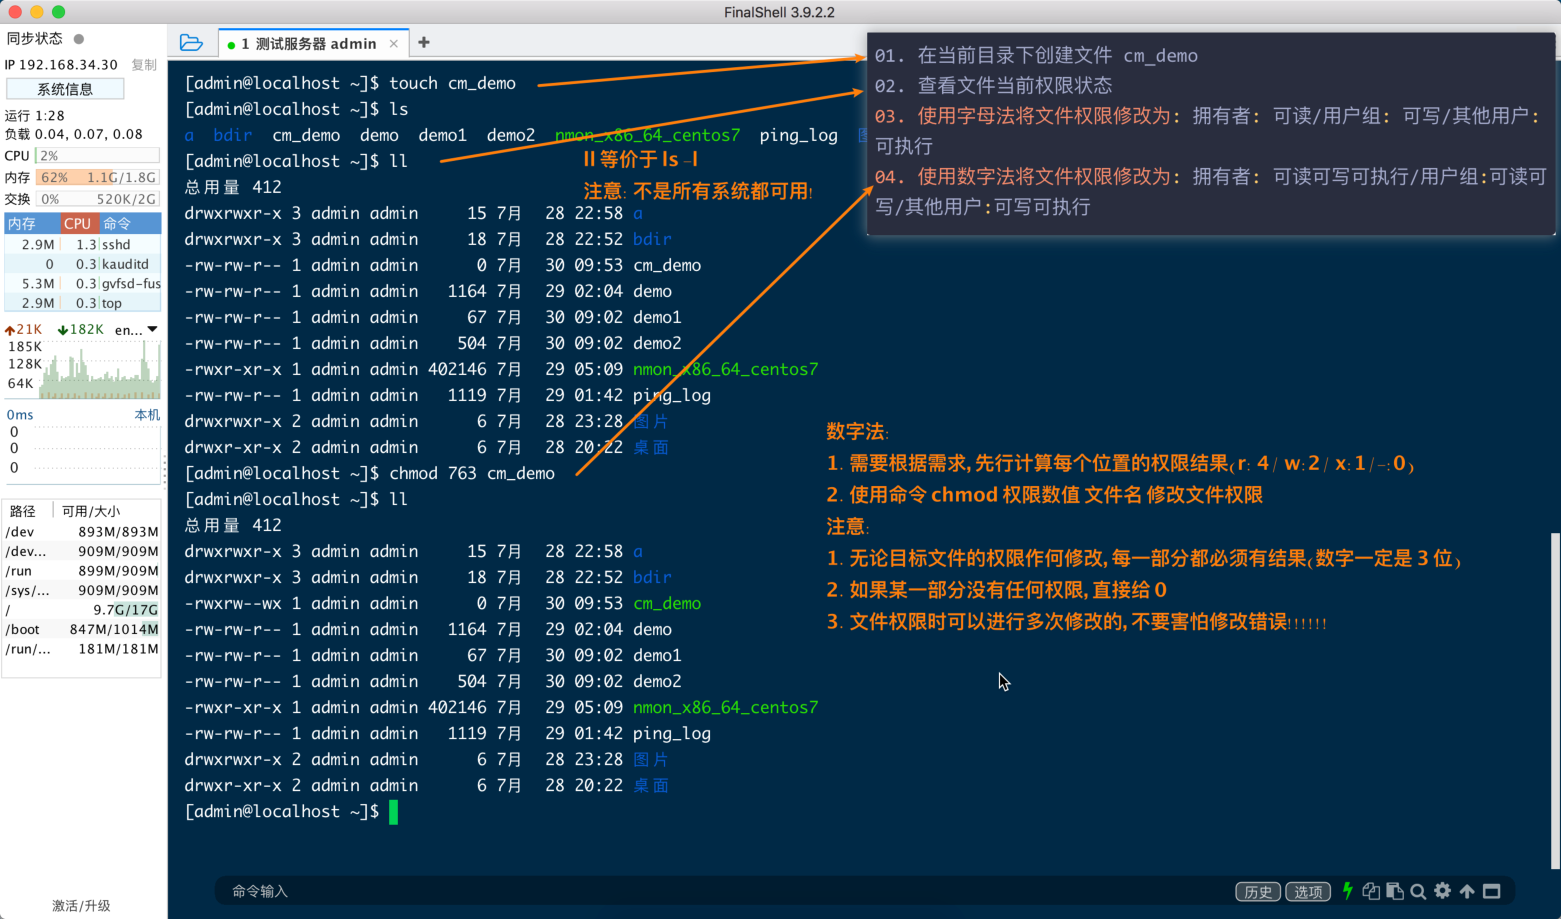 FinalShell 3.9.2.2
同步状态
IP 192.168.34.30 复制
系统信息
运行 1:28
负载 0.04, 0.07, 0.08
CPU 2%
内存 62% 1.1G/1.8G
交换 0% 520K/2G
内存 CPU 命令
2.9M 1.3 sshd
0 0.3 kauditd
5.3M 0.3 gvfsd-fus
2.9M 0.3 top
21K 182K en...
185K
128K
64K
0ms 本机
0
0
0
路径 可用/大小
/dev 893M/893M
/dev... 909M/909M
/run 899M/909M
/sys/... 909M/909M
/ 9.7G/17G
/boot 847M/1014M
/run/... 181M/181M
激活/升级
1 测试服务器 admin × +
[admin@localhost ~]$ touch cm_demo
[admin@localhost ~]$ ls
a bdir cm_demo demo demo1 demo2 nmon_x86_64_centos7 ping_log
[admin@localhost ~]$ ll
总用量 412
drwxrwxr-x 3 admin admin 15 7月 28 22:58 a
drwxrwxr-x 3 admin admin 18 7月 28 22:52 bdir
-rw-rw-r-- 1 admin admin 0 7月 30 09:53 cm_demo
-rw-rw-r-- 1 admin admin 1164 7月 29 02:04 demo
-rw-rw-r-- 1 admin admin 67 7月 30 09:02 demo1
-rw-rw-r-- 1 admin admin 504 7月 30 09:02 demo2
-rwxr-xr-x 1 admin admin 402146 7月 29 05:09 nmon_x86_64_centos7
-rw-rw-r-- 1 admin admin 1119 7月 29 01:42 ping_log
drwxrwxr-x 2 admin admin 6 7月 28 23:28 图片
drwxr-xr-x 2 admin admin 6 7月 28 20:22 桌面
[admin@localhost ~]$ chmod 763 cm_demo
[admin@localhost ~]$ ll
总用量 412
drwxrwxr-x 3 admin admin 15 7月 28 22:58 a
drwxrwxr-x 3 admin admin 18 7月 28 22:52 bdir
-rwxrw--wx 1 admin admin 0 7月 30 09:53 cm_demo
-rw-rw-r-- 1 admin admin 1164 7月 29 02:04 demo
-rw-rw-r-- 1 admin admin 67 7月 30 09:02 demo1
-rw-rw-r-- 1 admin admin 504 7月 30 09:02 demo2
-rwxr-xr-x 1 admin admin 402146 7月 29 05:09 nmon_x86_64_centos7
-rw-rw-r-- 1 admin admin 1119 7月 29 01:42 ping_log
drwxrwxr-x 2 admin admin 6 7月 28 23:28 图片
drwxr-xr-x 2 admin admin 6 7月 28 20:22 桌面
[admin@localhost ~]$
ll 等价于 ls -l
注意: 不是所有系统都可用!
01. 在当前目录下创建文件 cm_demo
02. 查看文件当前权限状态
03. 使用字母法将文件权限修改为: 拥有者: 可读/用户组: 可写/其他用户:
可执行
04. 使用数字法将文件权限修改为: 拥有者: 可读可写可执行/用户组:可读可
写/其他用户:可写可执行
数字法:
1. 需要根据需求,先行计算每个位置的权限结果(r: 4/ w:2/ x:1/-:0)
2. 使用命令 chmod 权限数值 文件名 修改文件权限
注意:
1. 无论目标文件的权限作何修改,每一部分都必须有结果(数字一定是 3 位)
2. 如果某一部分没有任何权限,直接给 0
3. 文件权限时可以进行多次修改的,不要害怕修改错误!!!!!!
命令输入 历史 选项